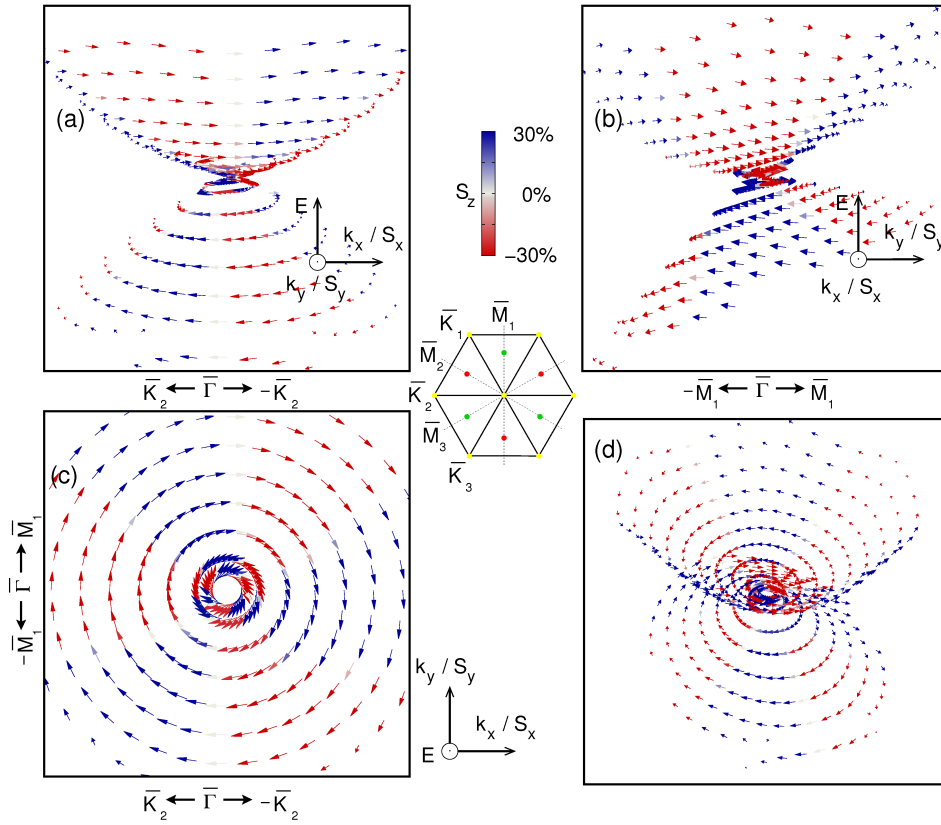 (a)
E
k_x / S_x
k_y / S_y
30%
0%
−30%
S_z
(b)
E
k_y / S_y
k_x / S_x
K̅_2 Γ̅ −K̅_2
M̅_1
K̅_1
M̅_2
K̅_2
M̅_3
K̅_3
−M̅_1 Γ̅ M̅_1
(c)
−M̅_1 Γ̅ M̅_1
K̅_2 Γ̅ −K̅_2
k_y / S_y
k_x / S_x
E
(d)